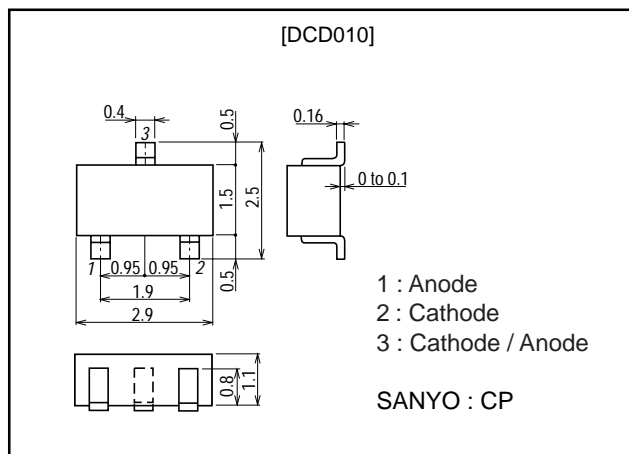 [DCD010]
0.4
3
0.5
1.5
2.5
0.5
1
0.95
0.95
2
1.9
2.9
0.16
0 to 0.1
0.8
1.1
1 : Anode
2 : Cathode
3 : Cathode / Anode
SANYO : CP